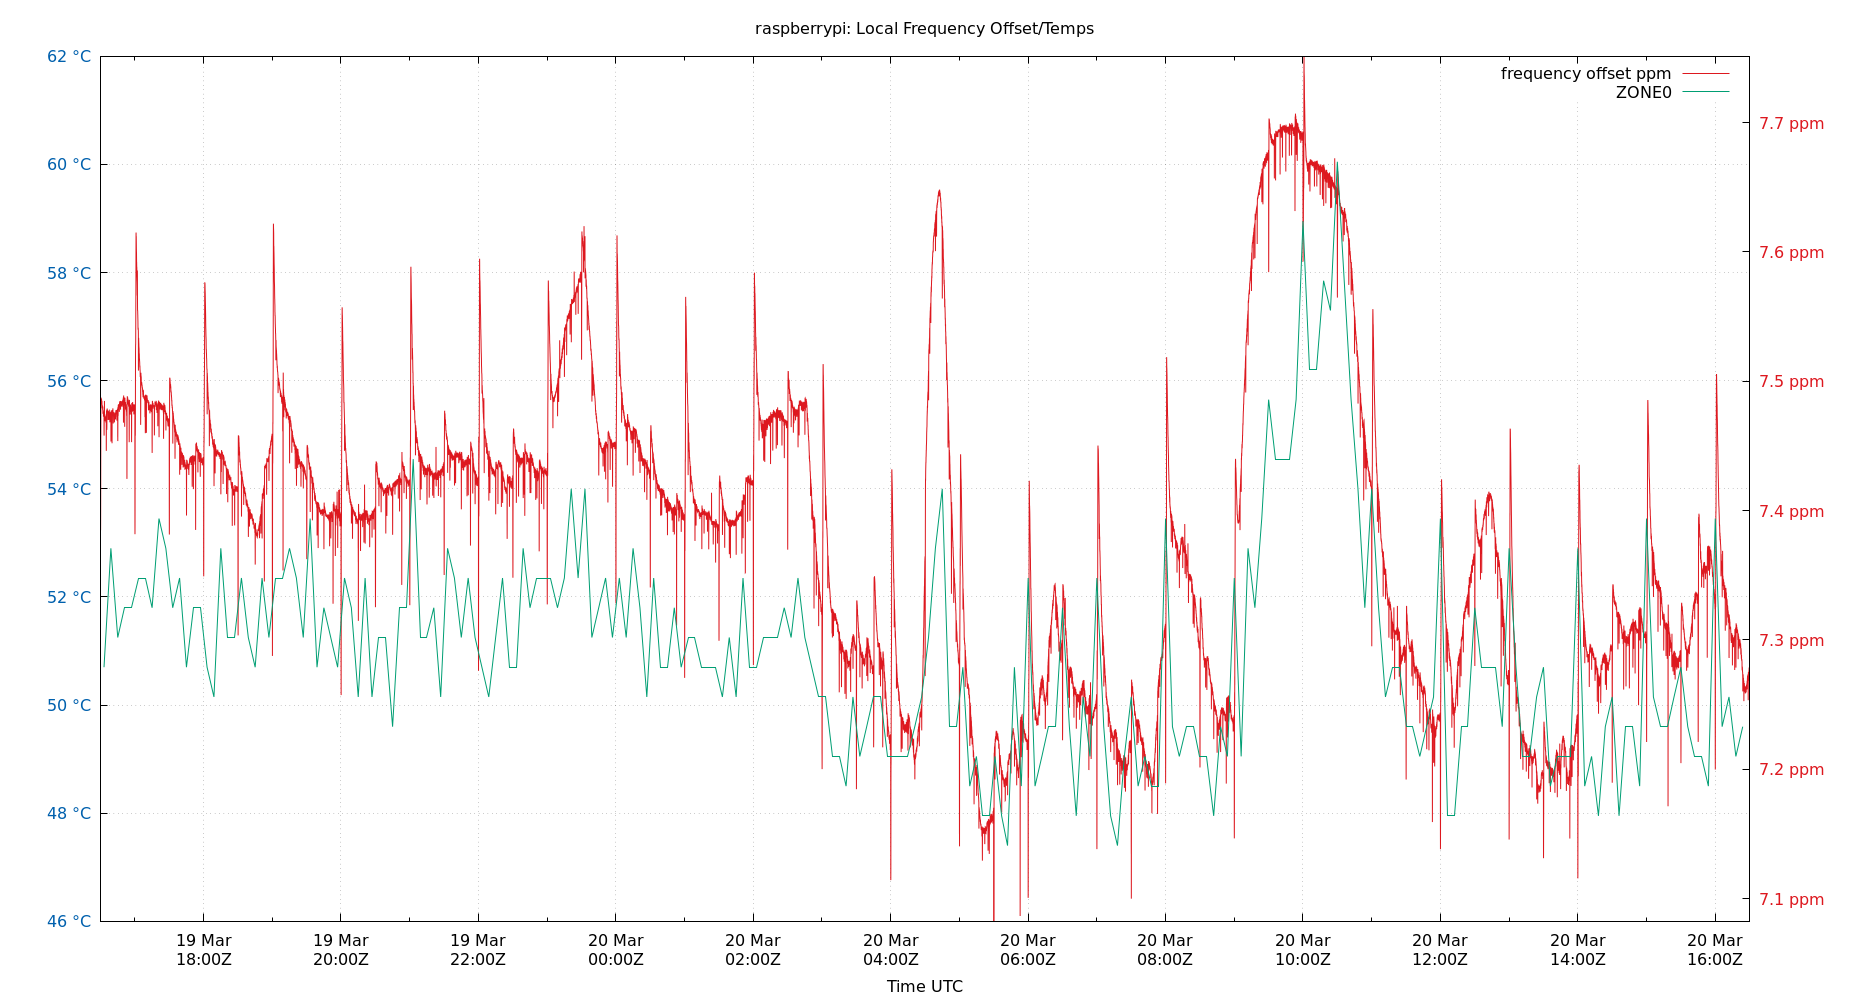 raspberrypi: Local Frequency Offset/Temps
frequency offset ppm
ZONE0
62 °C
60 °C
58 °C
56 °C
54 °C
52 °C
50 °C
48 °C
46 °C
7.7 ppm
7.6 ppm
7.5 ppm
7.4 ppm
7.3 ppm
7.2 ppm
7.1 ppm
19 Mar
18:00Z
19 Mar
20:00Z
19 Mar
22:00Z
20 Mar
00:00Z
20 Mar
02:00Z
20 Mar
04:00Z
20 Mar
06:00Z
20 Mar
08:00Z
20 Mar
10:00Z
20 Mar
12:00Z
20 Mar
14:00Z
20 Mar
16:00Z
Time UTC